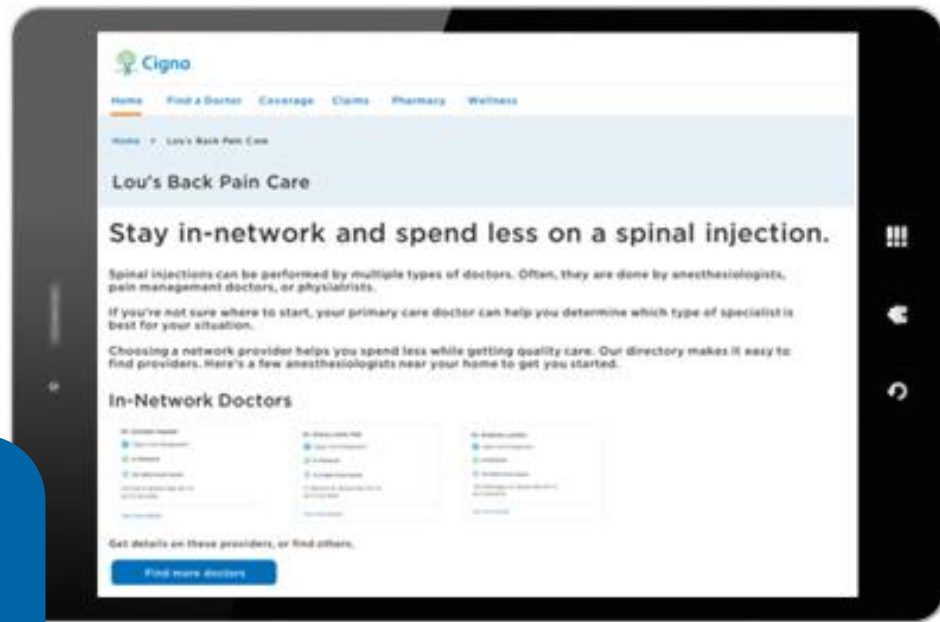 Cigna
Home Find a Doctor Coverage Claims Pharmacy Wellness
Home > Lou's Back Pain Care
Lou's Back Pain Care
Stay in-network and spend less on a spinal injection.
Spinal injections can be performed by multiple types of doctors. Often, they are done by anesthesiologists,
pain management doctors, or physiatrists.
If you're not sure where to start, your primary care doctor can help you determine which type of specialist is
best for your situation.
Choosing a network provider helps you spend less while getting quality care. Our directory makes it easy to
find providers. Here's a few anesthesiologists near your home to get you started.
In-Network Doctors
Get details on these providers, or find others.
Find more doctors